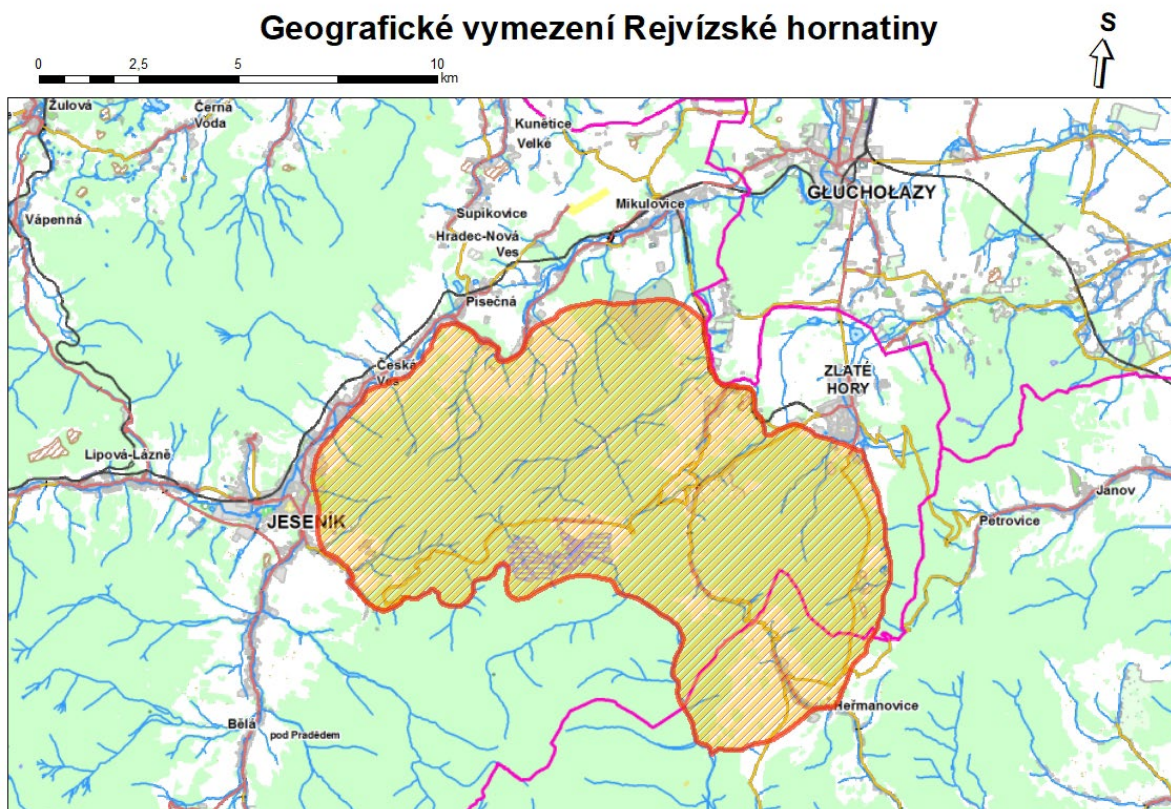 Geografické vymezení Rejvízské hornatiny
S
0 2,5 5 10
km
Žulová
Černá
Voda
Kunětice
Velké
Vápenná
Supíkovice
Hradec-Nová
Ves
Mikulovice
GŁUCHOŁAZY
Písečná
Česká
Ves
ZLATÉ
HORY
Lipová-Lázně
JESENÍK
Janov
Petrovice
Heřmanovice
Bělá
pod Pradědem